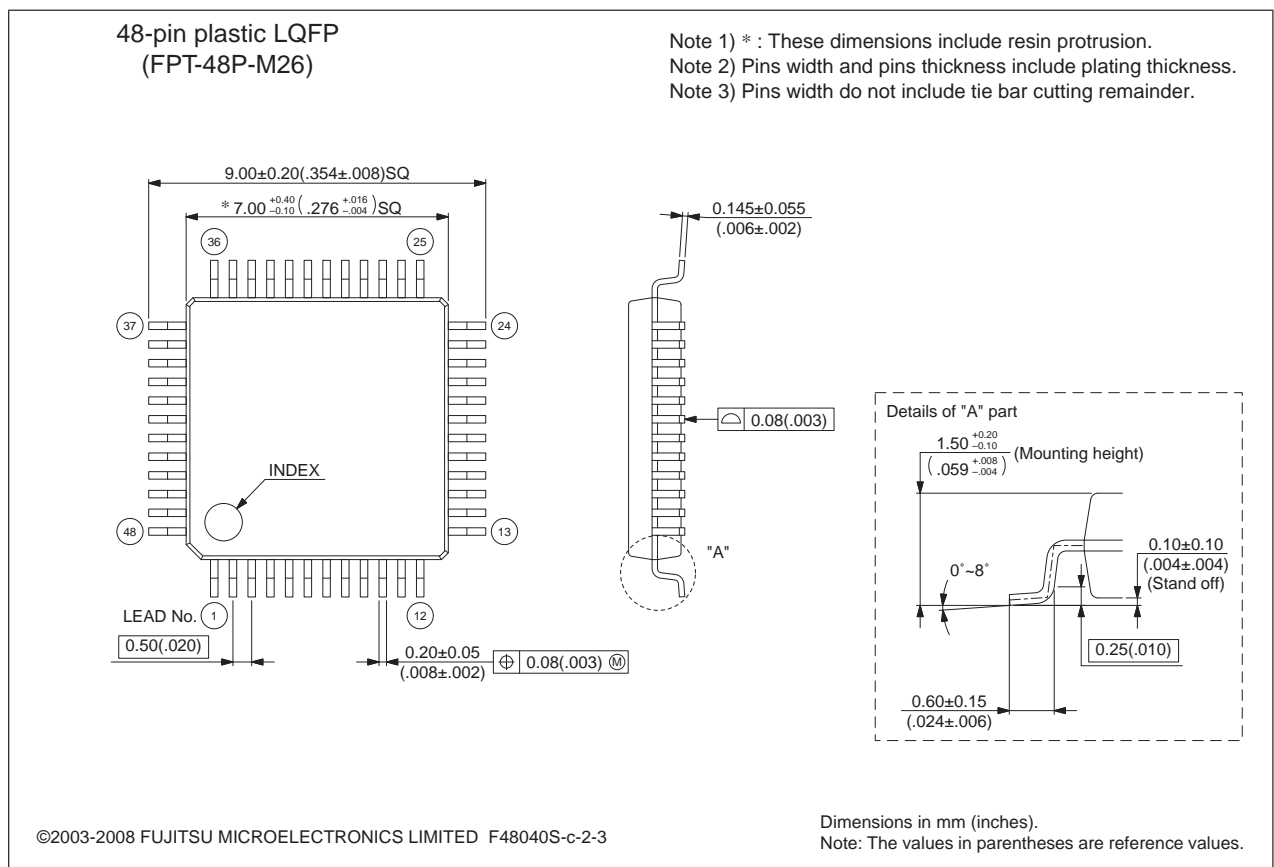 48-pin plastic LQFP
(FPT-48P-M26)
Note 1) * : These dimensions include resin protrusion.
Note 2) Pins width and pins thickness include plating thickness.
Note 3) Pins width do not include tie bar cutting remainder.
9.00±0.20(.354±.008)SQ
* 7.00 +0.40 –0.10 ( .276 +.016 –.004 )SQ
36
25
37
24
INDEX
48
13
LEAD No. 1
12
0.50(.020)
0.20±0.05
(.008±.002)
⌖ 0.08(.003) Ⓜ
0.145±0.055
(.006±.002)
⌓ 0.08(.003)
"A"
Details of "A" part
1.50 +0.20 –0.10
( .059 +.008 –.004 )
(Mounting height)
0˚~8˚
0.10±0.10
(.004±.004)
(Stand off)
0.25(.010)
0.60±0.15
(.024±.006)
©2003-2008 FUJITSU MICROELECTRONICS LIMITED F48040S-c-2-3
Dimensions in mm (inches).
Note: The values in parentheses are reference values.